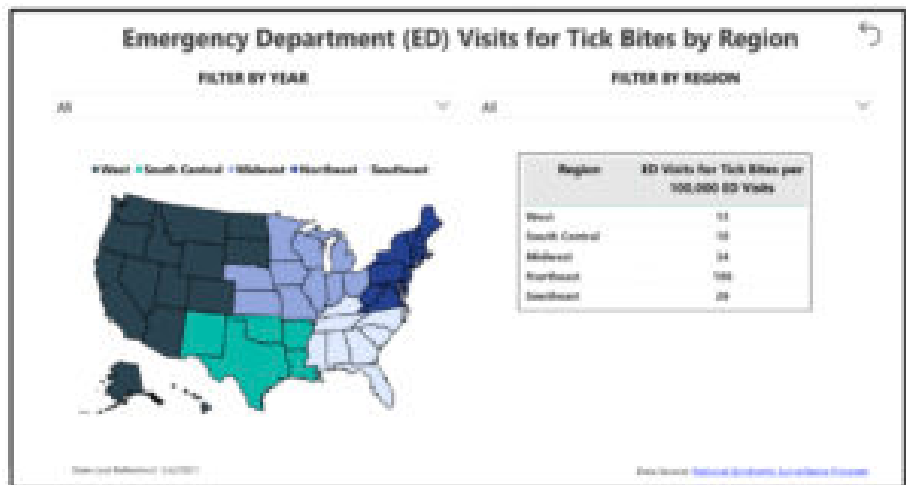 Emergency Department (ED) Visits for Tick Bites by Region
FILTER BY YEAR
FILTER BY REGION
All
All
West South Central Midwest Northeast Southeast
Region
ED Visits for Tick Bites per
100,000 ED Visits
West
South Central
Midwest
Northeast
Southeast
Data Source: National Syndromic Surveillance Program